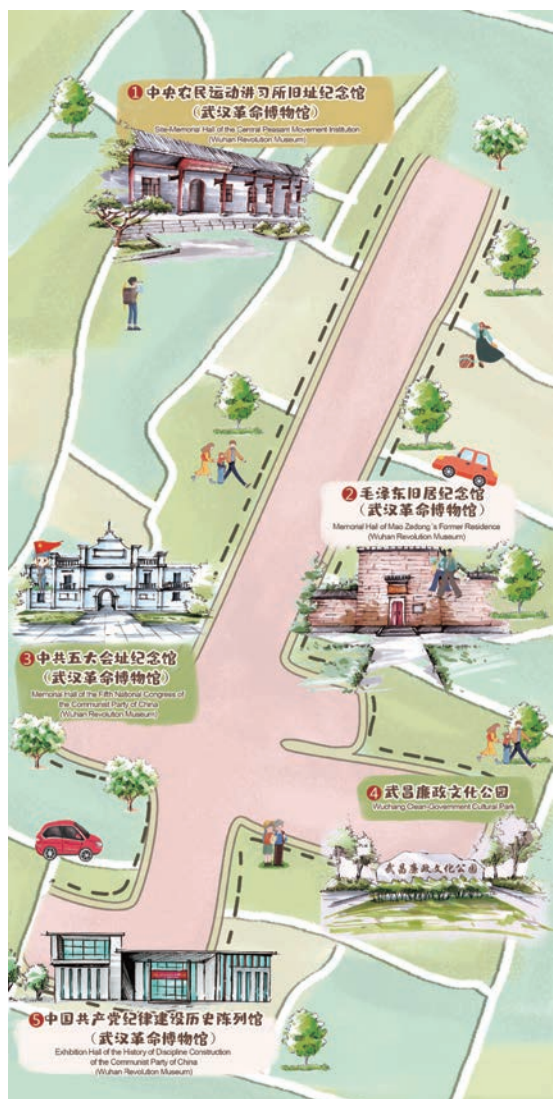 1 中央农民运动讲习所旧址纪念馆
(武汉革命博物馆)
Site-Memorial Hall of the Central Peasant Movement Institution
(Wuhan Revolution Museum)
2 毛泽东旧居纪念馆
(武汉革命博物馆)
Memorial Hall of Mao Zedong's Former Residence
(Wuhan Revolution Museum)
3 中共五大会址纪念馆
(武汉革命博物馆)
Memorial Hall of the Fifth National Congress of
the Communist Party of China
(Wuhan Revolution Museum)
4 武昌廉政文化公园
Wuchang Clean-Government Cultural Park
武昌廉政文化公园
5 中国共产党纪律建设历史陈列馆
(武汉革命博物馆)
Exhibition Hall of the History of Discipline Construction
of the Communist Party of China
(Wuhan Revolution Museum)